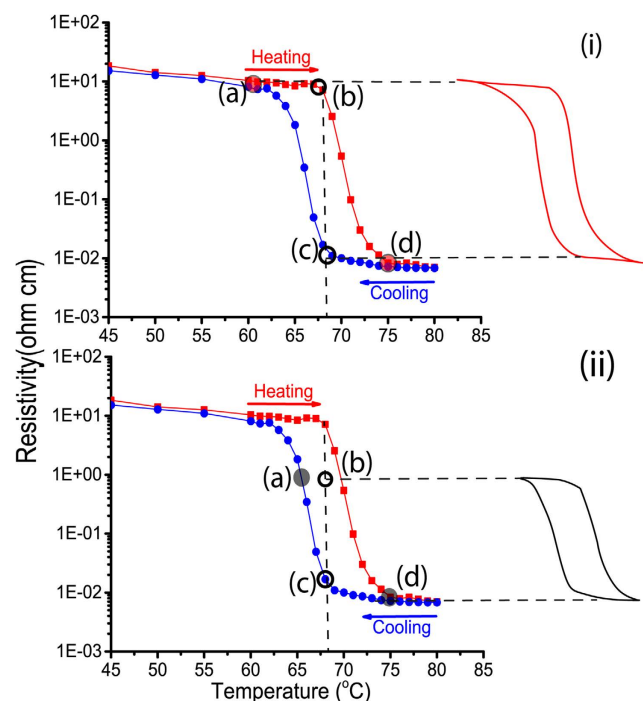 1E+02
(i)
Heating
1E+01
(a)
(b)
1E+00
1E-01
(c)
(d)
1E-02
Cooling
1E-03
45 50 55 60 65 70 75 80 85
Resistivity(ohm cm)
1E+02
(ii)
Heating
1E+01
(b)
1E+00
(a)
1E-01
(c)
(d)
1E-02
Cooling
1E-03
45 50 55 60 65 70 75 80 85
Temperature (°C)